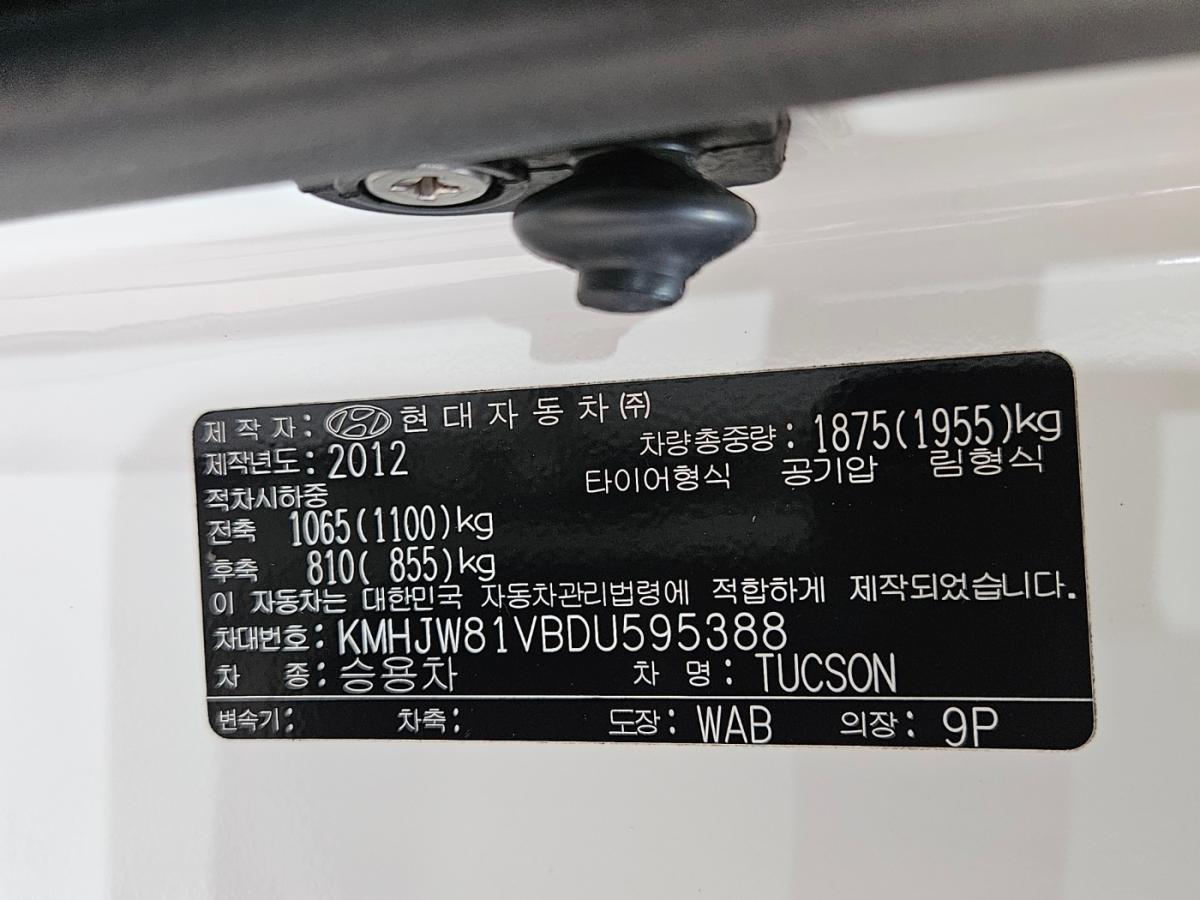 제 작 자 : 현 대 자 동 차 ㈜
제작년도 : 2012 차량총중량 : 1875(1955)kg
적차시하중 타이어형식 공기압 림형식
전축 1065(1100)kg
후축 810( 855)kg
이 자동차는 대한민국 자동차관리법령에 적합하게 제작되었습니다.
차대번호 : KMHJW81VBDU595388
차 종 : 승용차 차 명 : TUCSON
변속기 : 차축 : 도장 : WAB 의장 : 9P